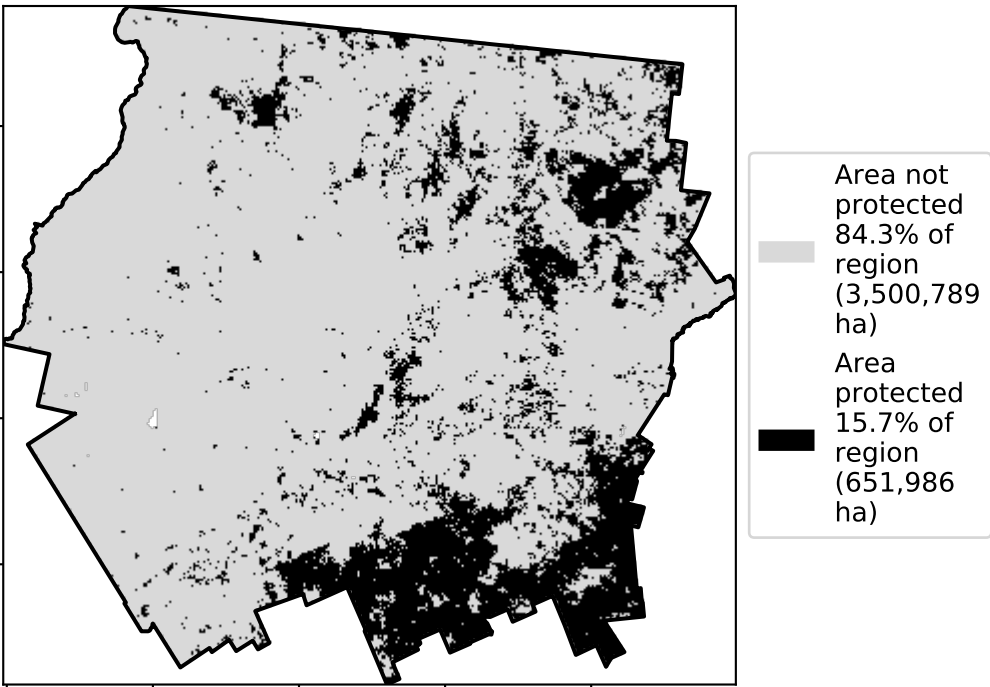 Area not
protected
84.3% of
region
(3,500,789
ha)
Area
protected
15.7% of
region
(651,986
ha)